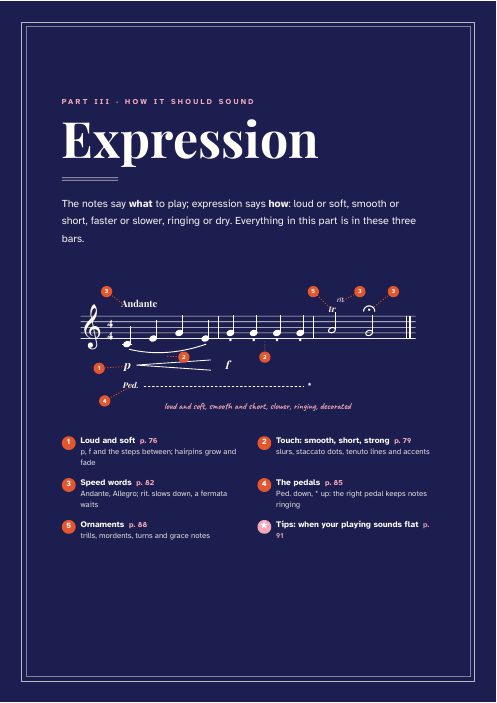 PART III · HOW IT SHOULD SOUND
Expression
The notes say what to play; expression says how: loud or soft, smooth or
short, faster or slower, ringing or dry. Everything in this part is in these three
bars.
3
5
3
3
rit.
Andante
tr
4
4
2
2
1
p
f
Ped.
*
4
loud and soft, smooth and short, slower, ringing, decorated
1 Loud and soft p. 76
p, f and the steps between; hairpins grow and
fade
2 Touch: smooth, short, strong p. 79
slurs, staccato dots, tenuto lines and accents
3 Speed words p. 82
Andante, Allegro; rit. slows down, a fermata
waits
4 The pedals p. 85
Ped. down, * up: the right pedal keeps notes
ringing
5 Ornaments p. 88
trills, mordents, turns and grace notes
* Tips: when your playing sounds flat p.
91